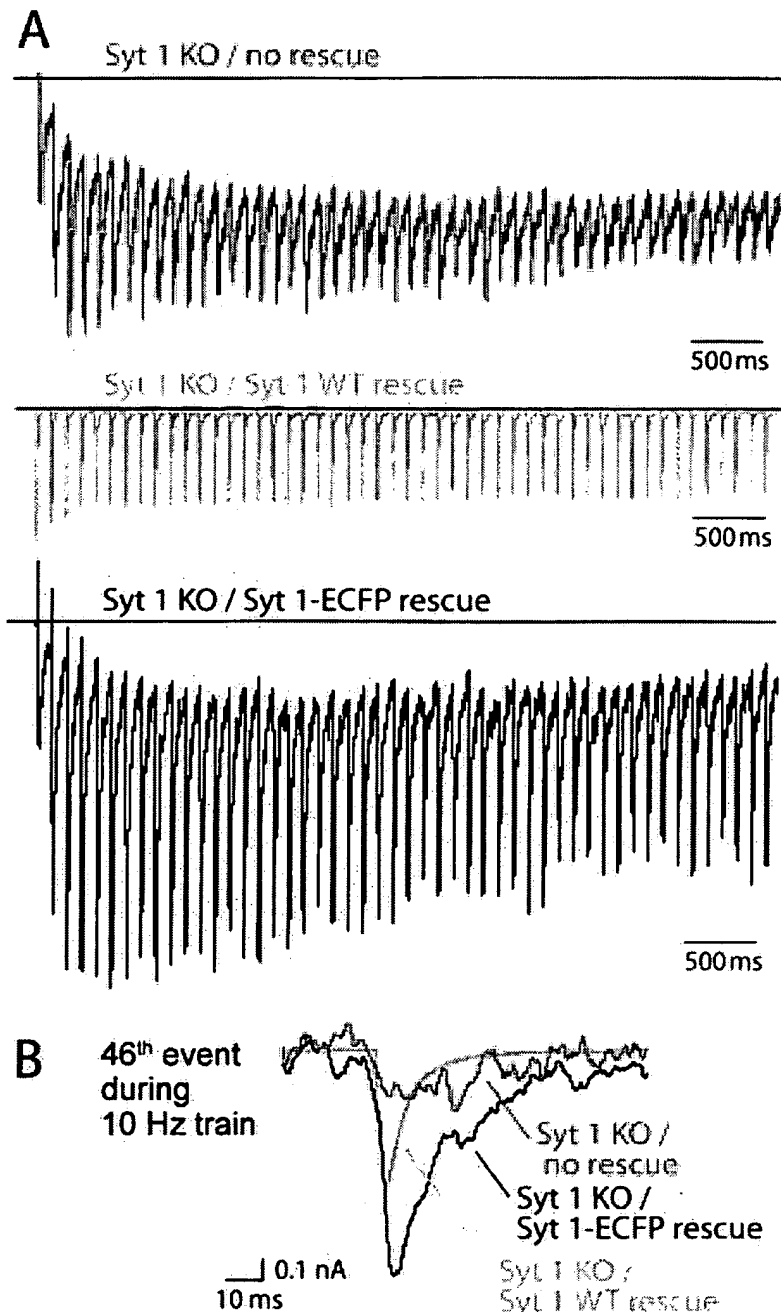 A
Syt 1 KO / no rescue
500 ms
Syt 1 KO / Syt 1 WT rescue
500 ms
Syt 1 KO / Syt 1-ECFP rescue
500 ms
B
46th event
during
10 Hz train
Syt 1 KO /
no rescue
Syt 1 KO /
Syt 1-ECFP rescue
Syt 1 KO /
Syt 1 WT rescue
0.1 nA
10 ms